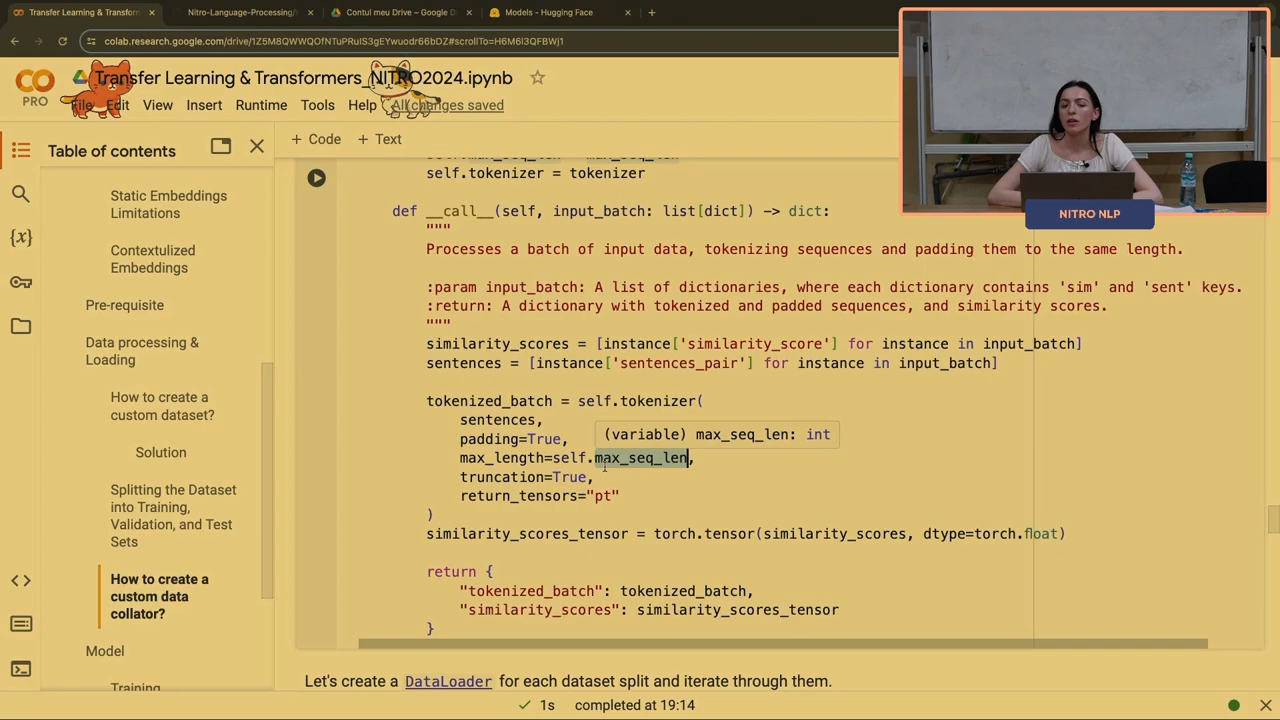 Transfer Learning & Transform
Nitro-Language-Processing/
Contul meu Drive – Google D
Models - Hugging Face
colab.research.google.com/drive/1Z5M8QWWQOfNTuPRulS3gEYwuodr66bDZ#scrollTo=H6M6l3QFBWj1
Transfer Learning & Transformers_NITRO2024.ipynb
PRO
File Edit View Insert Runtime Tools Help All changes saved
NITRO NLP
Table of contents
+ Code + Text
Static Embeddings
Limitations
Contextulized
Embeddings
Pre-requisite
Data processing &
Loading
How to create a
custom dataset?
Solution
Splitting the Dataset
into Training,
Validation, and Test
Sets
How to create a
custom data
collator?
Model
Training
self.max_seq_len = max_seq_len
self.tokenizer = tokenizer
def __call__(self, input_batch: list[dict]) -> dict:
"""
Processes a batch of input data, tokenizing sequences and padding them to the same length.
:param input_batch: A list of dictionaries, where each dictionary contains 'sim' and 'sent' keys.
:return: A dictionary with tokenized and padded sequences, and similarity scores.
"""
similarity_scores = [instance['similarity_score'] for instance in input_batch]
sentences = [instance['sentences_pair'] for instance in input_batch]
tokenized_batch = self.tokenizer(
sentences,
padding=True,
(variable) max_seq_len: int
max_length=self.max_seq_len,
truncation=True,
return_tensors="pt"
)
similarity_scores_tensor = torch.tensor(similarity_scores, dtype=torch.float)
return {
"tokenized_batch": tokenized_batch,
"similarity_scores": similarity_scores_tensor
}
Let's create a DataLoader for each dataset split and iterate through them.
1s completed at 19:14